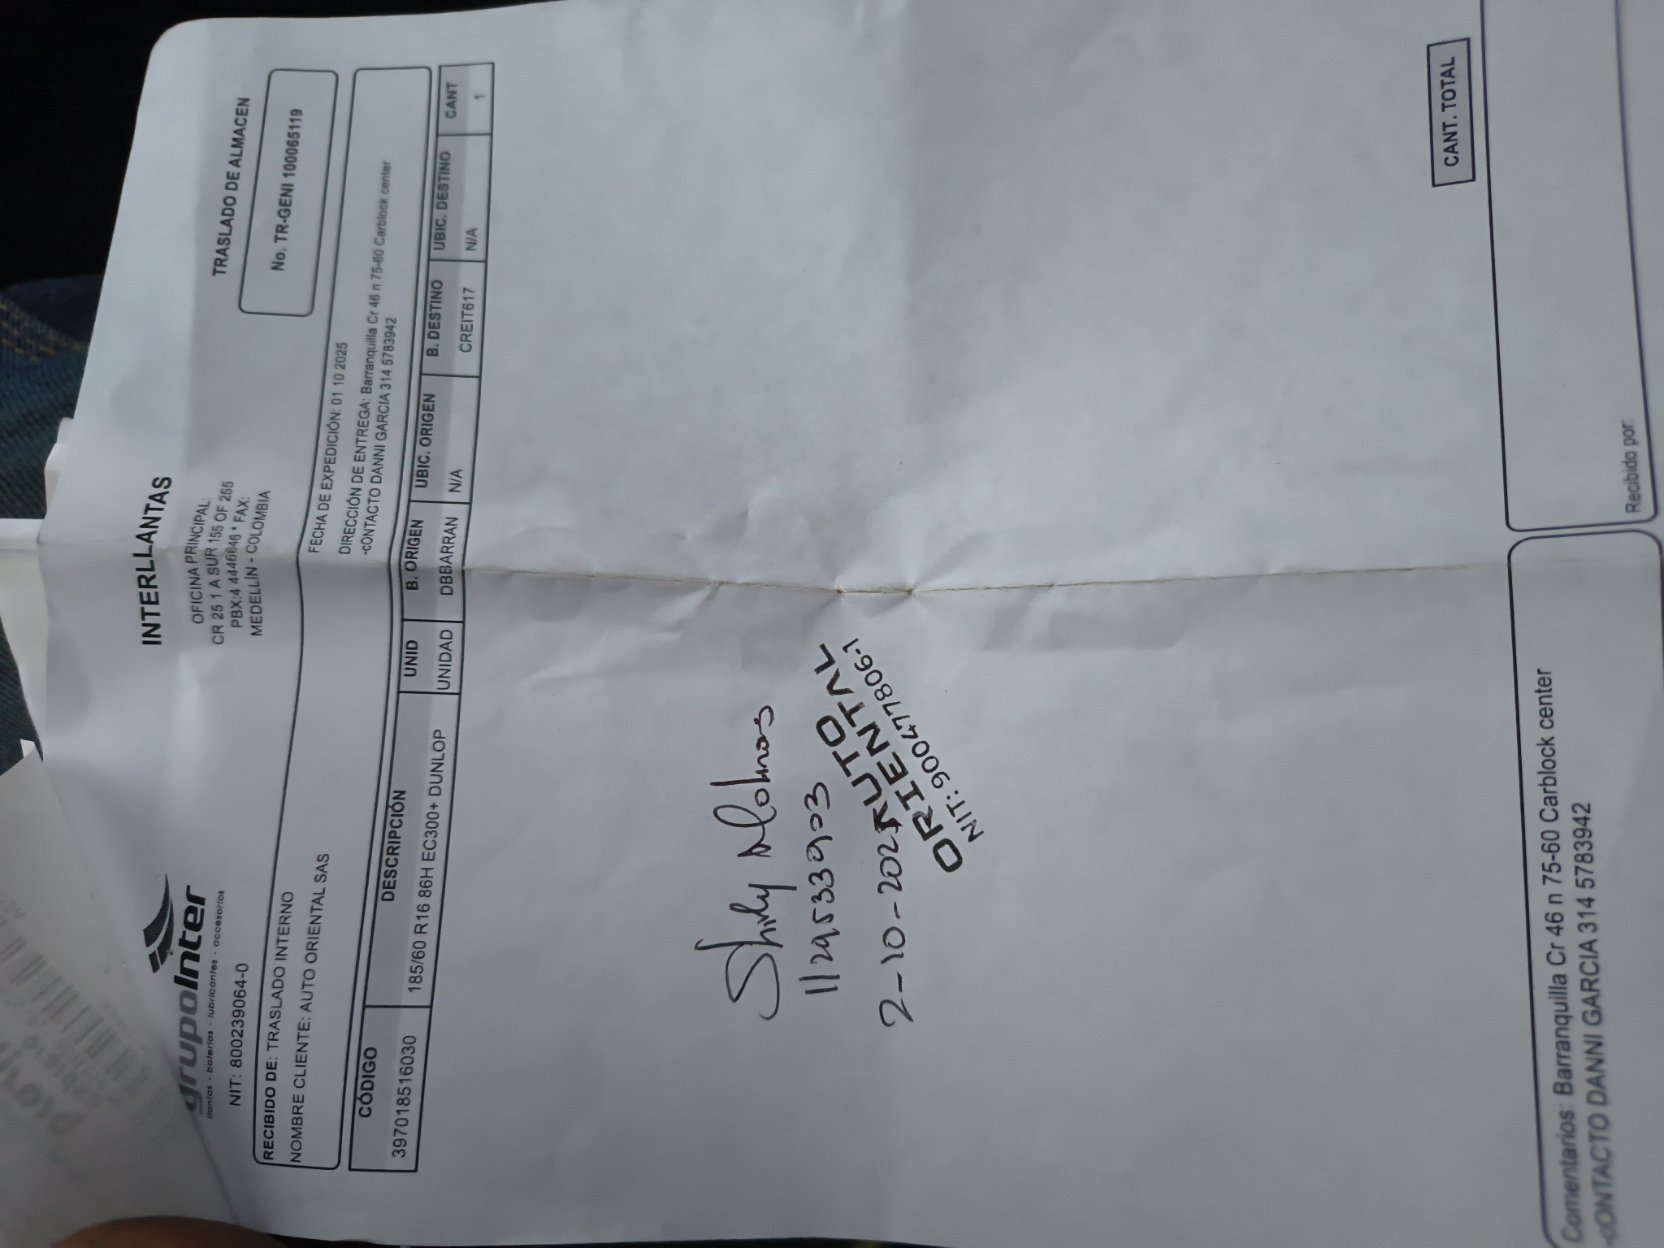 grupoInter
llantas - baterías - lubricantes - accesorios
NIT: 800239064-0
INTERLLANTAS
OFICINA PRINCIPAL:
CR 25 1 A SUR 155 OF 255
PBX:4 4446646 * FAX:
MEDELLÍN - COLOMBIA
TRASLADO DE ALMACEN
No. TR-GENI 100065119
RECIBIDO DE: TRASLADO INTERNO
NOMBRE CLIENTE: AUTO ORIENTAL SAS
FECHA DE EXPEDICIÓN: 01 10 2025
DIRECCIÓN DE ENTREGA: Barranquilla Cr 46 n 75-60 Carblock center
-cONTACTO DANNI GARCIA 314 5783942
CÓDIGO DESCRIPCIÓN UNID B. ORIGEN UBIC. ORIGEN B. DESTINO UBIC. DESTINO CANT
39701851​6030 185/60 R16 86H EC300+ DUNLOP UNIDAD DBBARRAN N/A CREIT617 N/A 1
Shirly
1129533903
2-10-2025
AUTO
ORIENTAL
NIT: 900477806-1
CANT. TOTAL
Comentarios: Barranquilla Cr 46 n 75-60 Carblock center
-cONTACTO DANNI GARCIA 314 5783942
Recibido por: